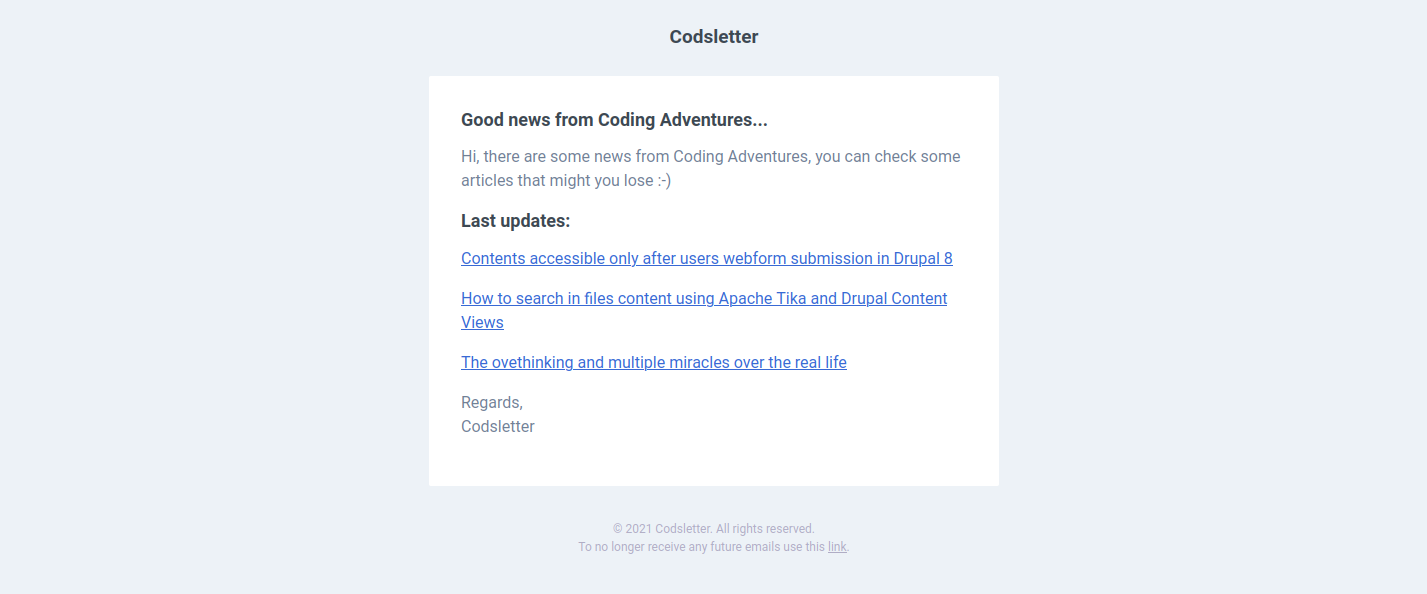 Codsletter
Good news from Coding Adventures...
Hi, there are some news from Coding Adventures, you can check some
articles that might you lose :-)
Last updates:
Contents accessible only after users webform submission in Drupal 8
How to search in files content using Apache Tika and Drupal Content
Views
The ovethinking and multiple miracles over the real life
Regards,
Codsletter
© 2021 Codsletter. All rights reserved.
To no longer receive any future emails use this link.